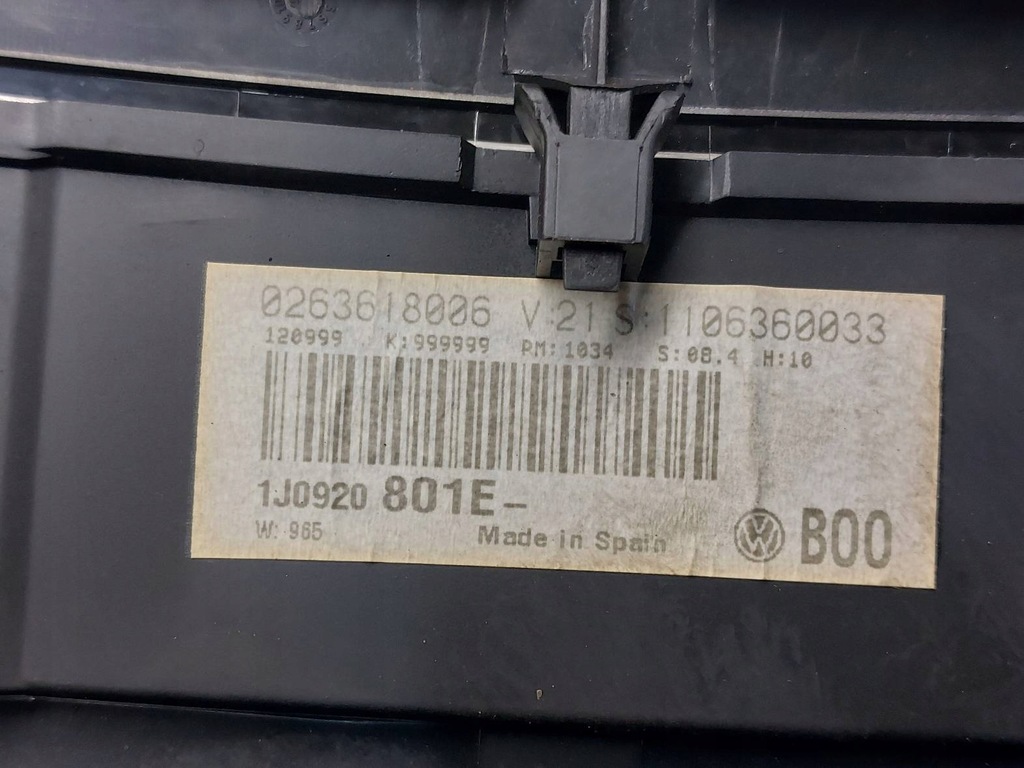 0263618006 V:21 S:1106360033
120999 K:999999 PM:1034 S:08.4 H:10
1J0920 801E-
W: 965 Made in Spain B00